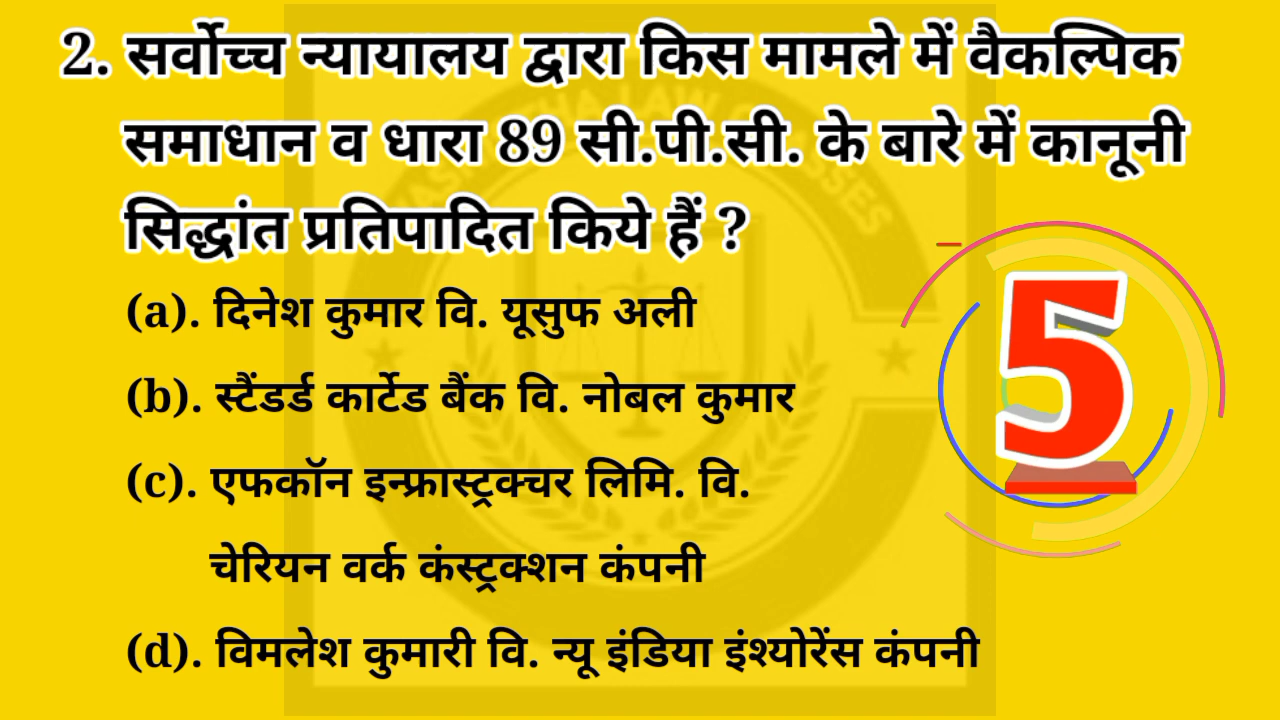 2. सर्वोच्च न्यायालय द्वारा किस मामले में वैकल्पिक
समाधान व धारा 89 सी.पी.सी. के बारे में कानूनी
सिद्धांत प्रतिपादित किये हैं ?
(a). दिनेश कुमार वि. यूसुफ अली
(b). स्टैंडर्ड कार्टेड बैंक वि. नोबल कुमार
(c). एफकॉन इन्फ्रास्ट्रक्चर लिमि. वि.
चेरियन वर्क कंस्ट्रक्शन कंपनी
(d). विमलेश कुमारी वि. न्यू इंडिया इंश्योरेंस कंपनी
5